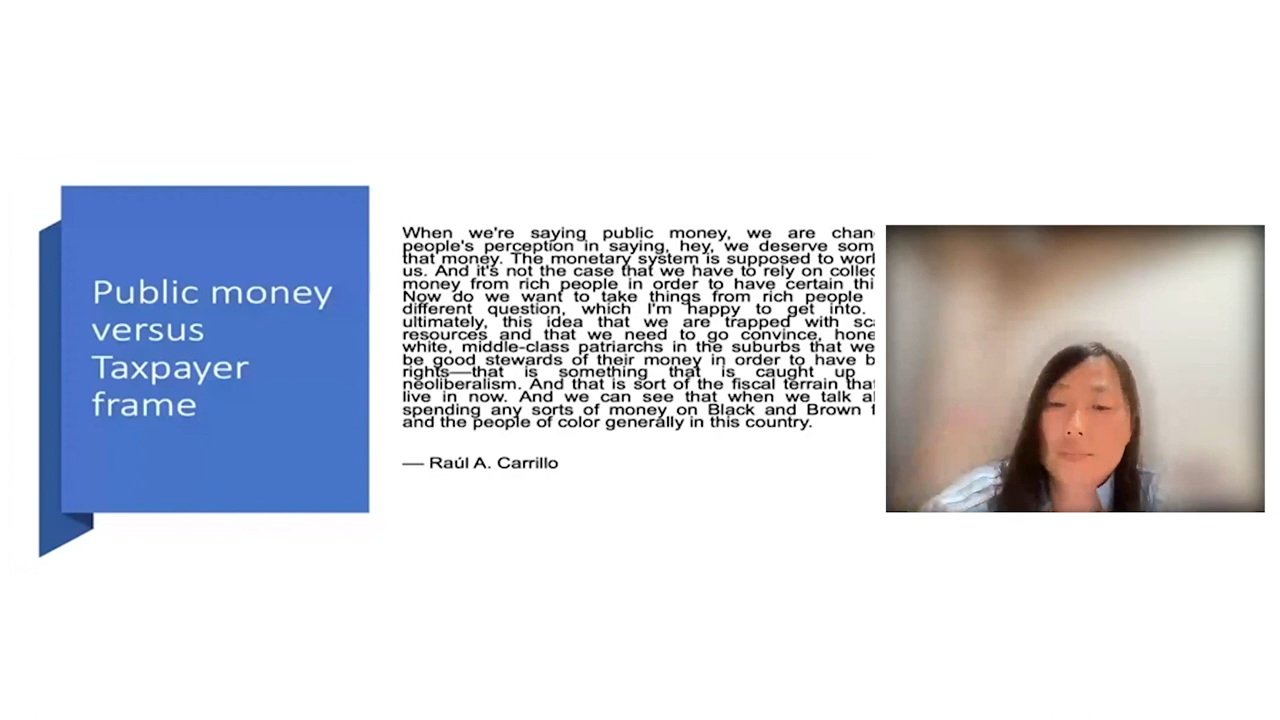 Public money
versus
Taxpayer
frame
When we're saying public money, we are chan
people's perception in saying, hey, we deserve som
that money. The monetary system is supposed to wor
us. And it's not the case that we have to rely on collec
money from rich people in order to have certain thi
Now do we want to take things from rich people
different question, which I'm happy to get into.
ultimately, this idea that we are trapped with sc
resources and that we need to go convince, hone
white, middle-class patriarchs in the suburbs that we
be good stewards of their money in order to have b
rights—that is something that is caught up
neoliberalism. And that is sort of the fiscal terrain tha
live in now. And we can see that when we talk a
spending any sorts of money on Black and Brown f
and the people of color generally in this country.
— Raúl A. Carrillo